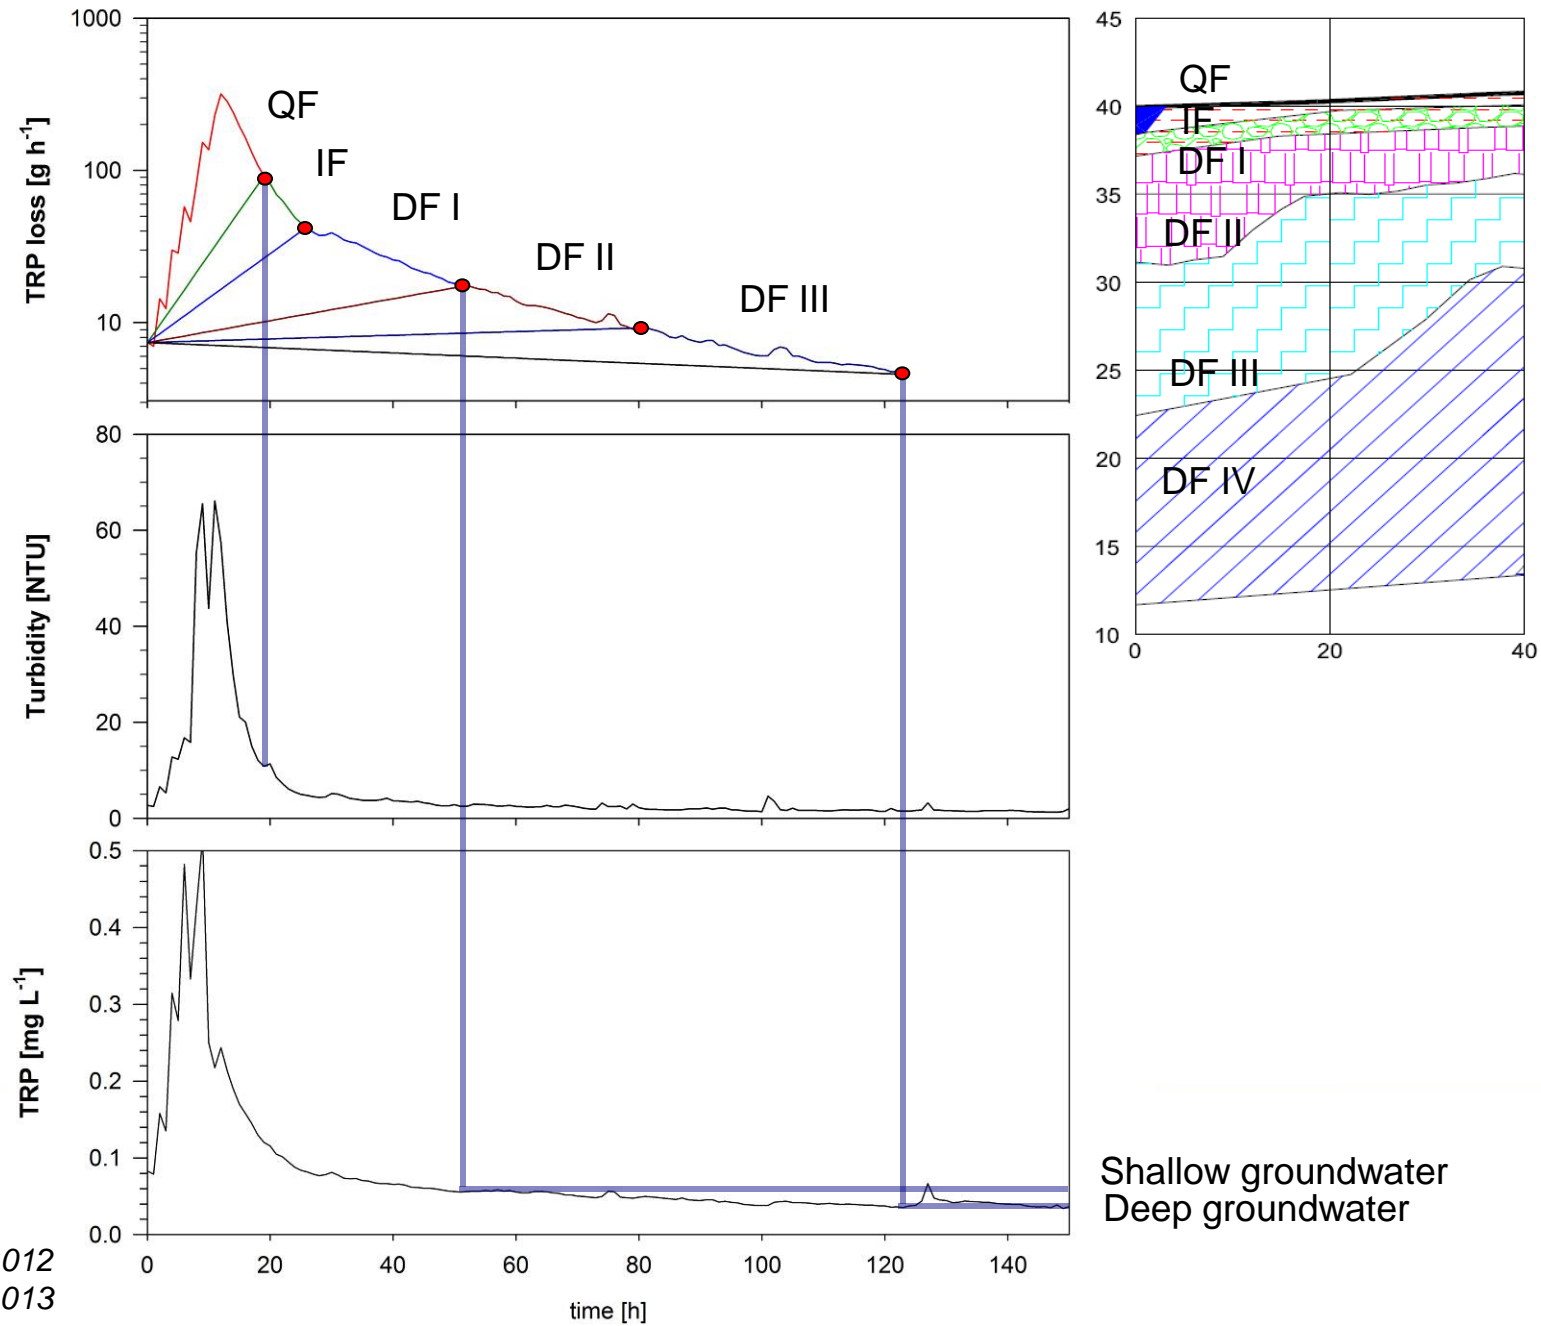 1000
100
10
TRP loss [g h-1]
QF
IF
DF I
DF II
DF III
80
60
40
20
0
Turbidity [NTU]
0.5
0.4
0.3
0.2
0.1
0.0
TRP [mg L-1]
0 20 40 60 80 100 120 140
time [h]
012
013
45
40
35
30
25
20
15
10
QF
IF
DF I
DF II
DF III
DF IV
0 20 40
Shallow groundwater
Deep groundwater